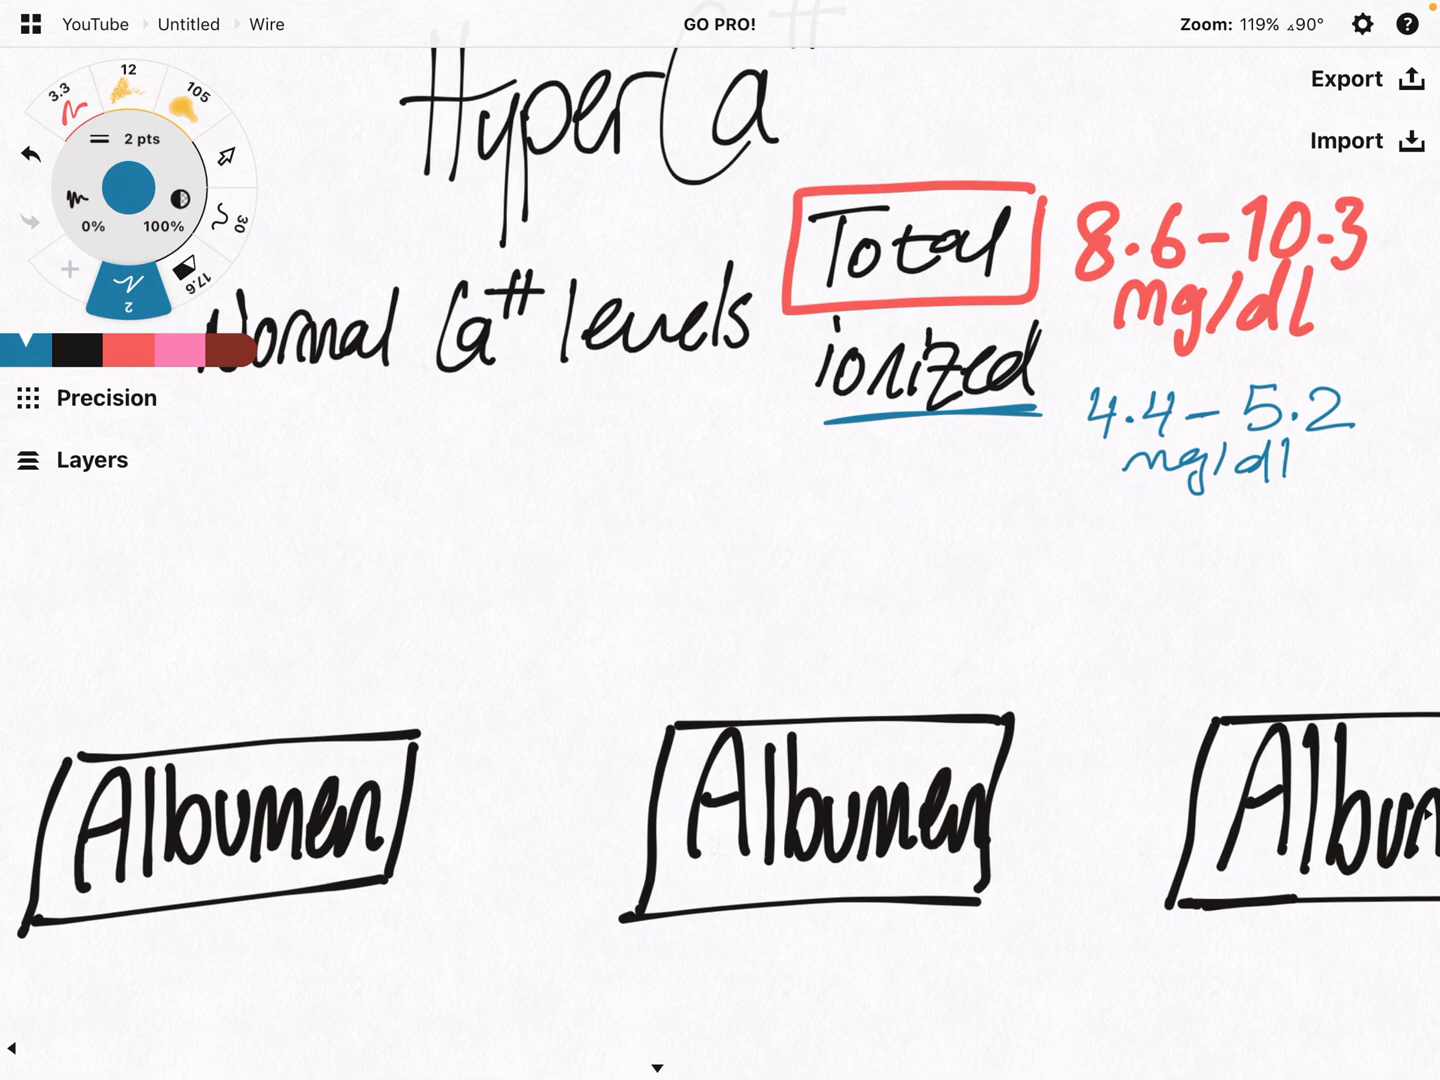 YouTube Untitled Wire
GO PRO!
Zoom: 119% ⊿90°
Export
Import
3.3
12
105
2 pts
0%
100%
30
17.6
2
Precision
Layers
HyperCa++
Normal Ca++ levels
Total
8.6-10.3
mg/dl
ionized
4.4-5.2
mg/dl
Albumen
Albumen
Album